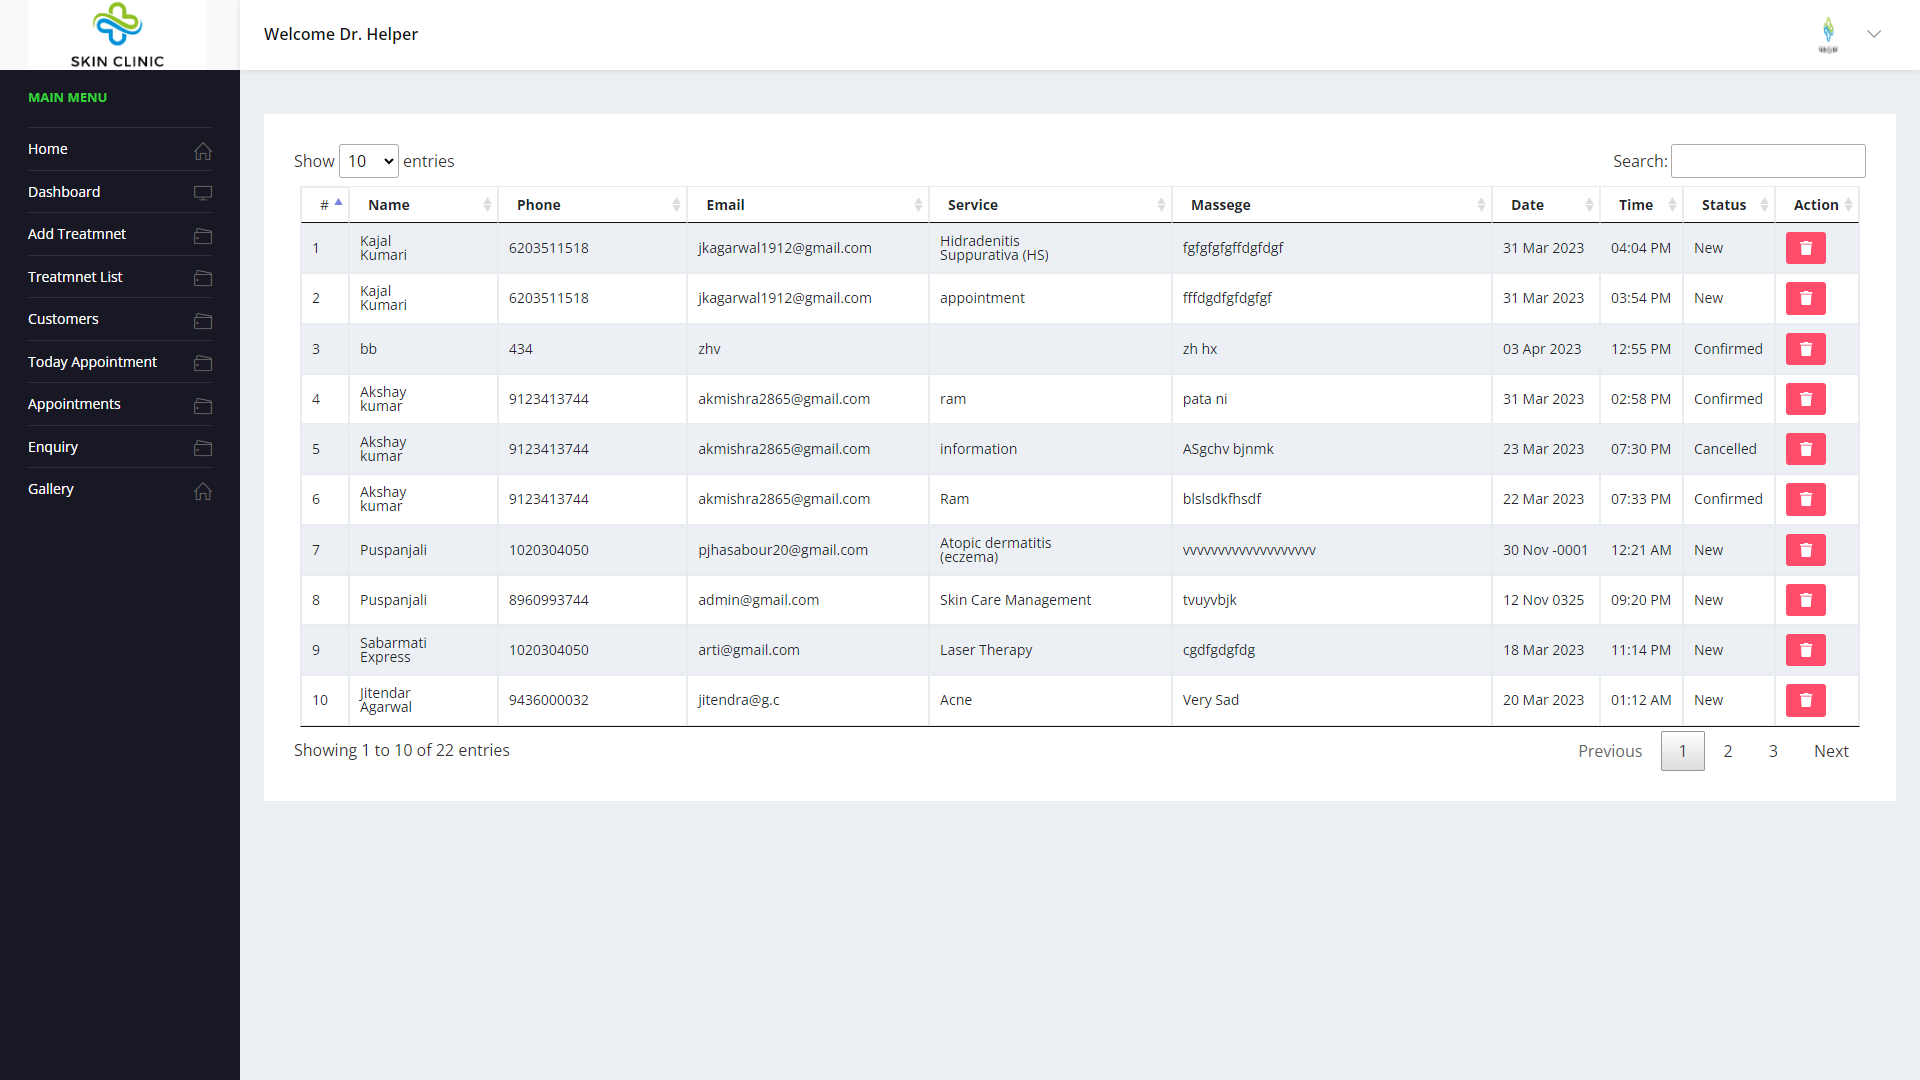 SKIN CLINIC
Welcome Dr. Helper
MAIN MENU
Home
Dashboard
Add Treatmnet
Treatmnet List
Customers
Today Appointment
Appointments
Enquiry
Gallery
Show 10 entries
Search:
# Name Phone Email Service Massege Date Time Status Action
1 Kajal Kumari 6203511518 jkagarwal1912@gmail.com Hidradenitis Suppurativa (HS) fgfgfgfgffdgfdgf 31 Mar 2023 04:04 PM New
2 Kajal Kumari 6203511518 jkagarwal1912@gmail.com appointment fffdgdfgfdgfgf 31 Mar 2023 03:54 PM New
3 bb 434 zhv zh hx 03 Apr 2023 12:55 PM Confirmed
4 Akshay kumar 9123413744 akmishra2865@gmail.com ram pata ni 31 Mar 2023 02:58 PM Confirmed
5 Akshay kumar 9123413744 akmishra2865@gmail.com information ASgchv bjnmk 23 Mar 2023 07:30 PM Cancelled
6 Akshay kumar 9123413744 akmishra2865@gmail.com Ram blslsdkfhsdf 22 Mar 2023 07:33 PM Confirmed
7 Puspanjali 1020304050 pjhasabour20@gmail.com Atopic dermatitis (eczema) vvvvvvvvvvvvvvvvvvv 30 Nov -0001 12:21 AM New
8 Puspanjali 8960993744 admin@gmail.com Skin Care Management tvuyvbjk 12 Nov 0325 09:20 PM New
9 Sabarmati Express 1020304050 arti@gmail.com Laser Therapy cgdfgdgfdg 18 Mar 2023 11:14 PM New
10 Jitendar Agarwal 9436000032 jitendra@g.c Acne Very Sad 20 Mar 2023 01:12 AM New
Showing 1 to 10 of 22 entries
Previous 1 2 3 Next